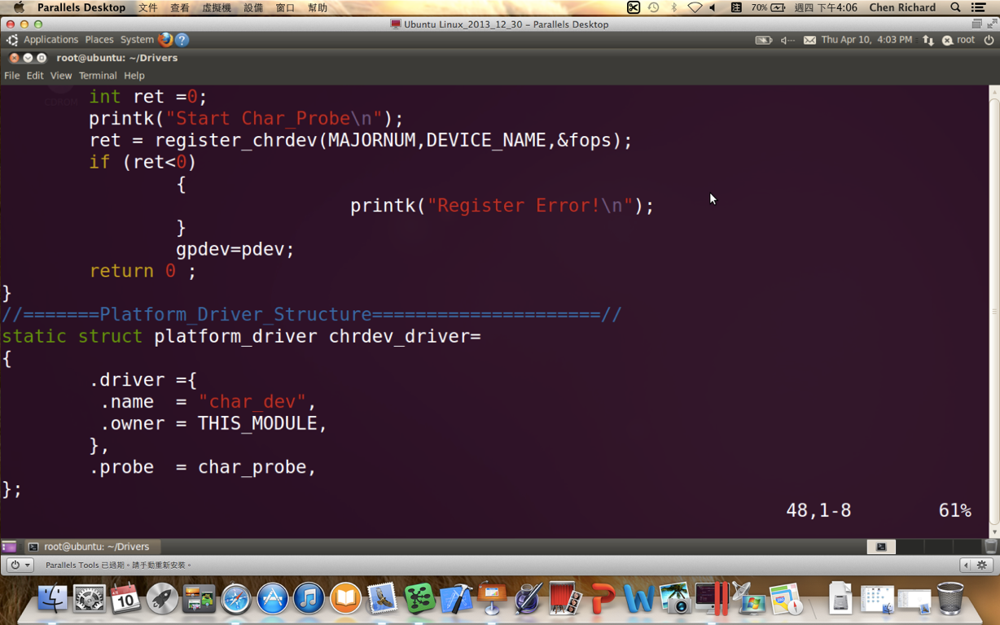 Parallels Desktop 文件 查看 虛擬機 設備 窗口 幫助 70% 週四 下午4:06 Chen Richard
Ubuntu Linux_2013_12_30 – Parallels Desktop
Applications Places System Thu Apr 10, 4:03 PM root
root@ubuntu: ~/Drivers
File Edit View Terminal Help
CDROM
int ret =0;
printk("Start Char_Probe\n");
ret = register_chrdev(MAJORNUM,DEVICE_NAME,&fops);
if (ret<0)
{
printk("Register Error!\n");
}
gpdev=pdev;
return 0 ;
}
//=======Platform_Driver_Structure=====================//
static struct platform_driver chrdev_driver=
{
.driver ={
.name = "char_dev",
.owner = THIS_MODULE,
},
.probe = char_probe,
};
48,1-8 61%
root@ubuntu: ~/Drivers
Parallels Tools 已過期。請手動重新安裝。
10